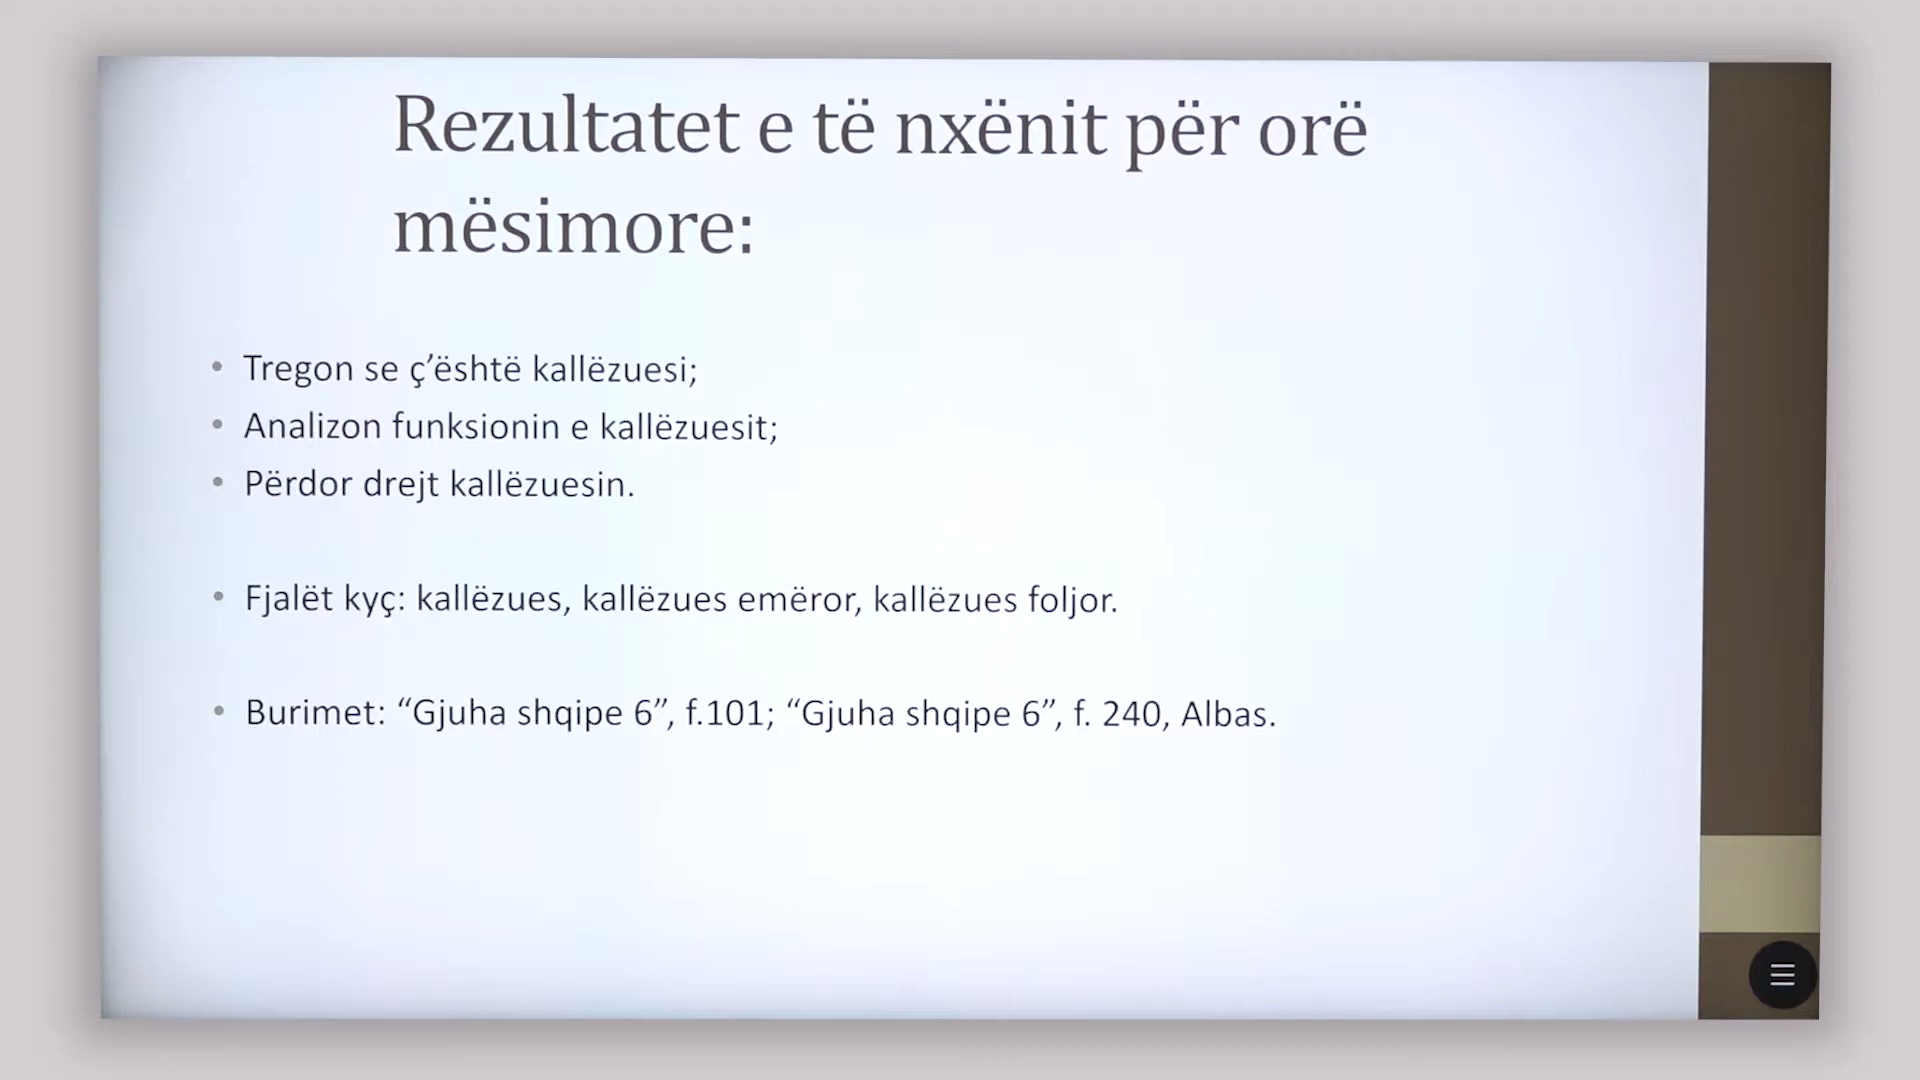 Rezultatet e të nxënit për orë
mësimore:
• Tregon se ç’është kallëzuesi;
• Analizon funksionin e kallëzuesit;
• Përdor drejt kallëzuesin.
• Fjalët kyç: kallëzues, kallëzues emëror, kallëzues foljor.
• Burimet: “Gjuha shqipe 6”, f.101; “Gjuha shqipe 6”, f. 240, Albas.